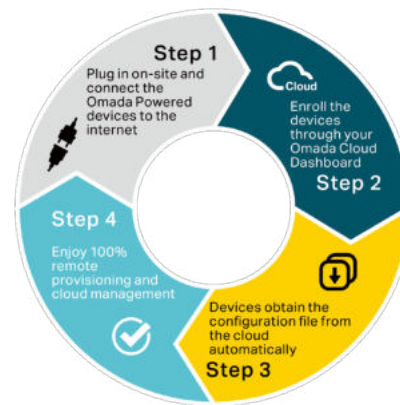 Step 1
Plug in on-site and
connect the
Omada Powered
devices to the
internet
Cloud
Enroll the
devices
through your
Omada Cloud
Dashboard
Step 2
Devices obtain the
configuration file from
the cloud
automatically
Step 3
Step 4
Enjoy 100%
remote
provisioning and
cloud management